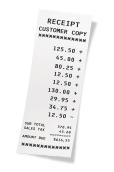 RECEIPT
CUSTOMER COPY
125.50 +
45.00 +
80.25 +
12.50 +
12.50 +
130.00 +
29.95 +
34.75 +
12.50 -
SUB TOTAL
SALES TAX
AMOUNT DUE